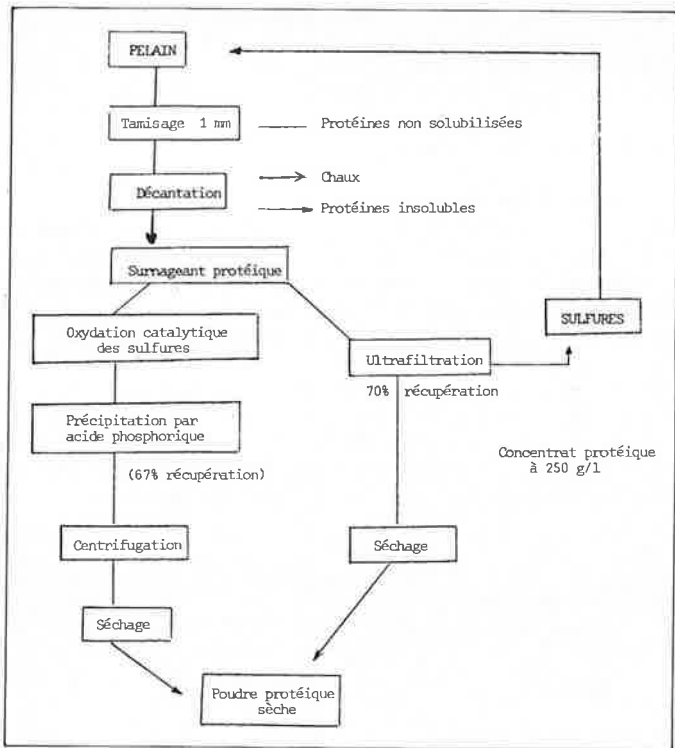 PELAIN
Tamisage 1 mm
Protéines non solubilisées
Chaux
Décantation
Protéines insolubles
Surnageant protéique
Oxydation catalytique
des sulfures
SULFURES
Ultrafiltration
70% récupération
Précipitation par
acide phosphorique
(67% récupération)
Concentrat protéique
à 250 g/l
Centrifugation
Séchage
Séchage
Poudre protéique
sèche